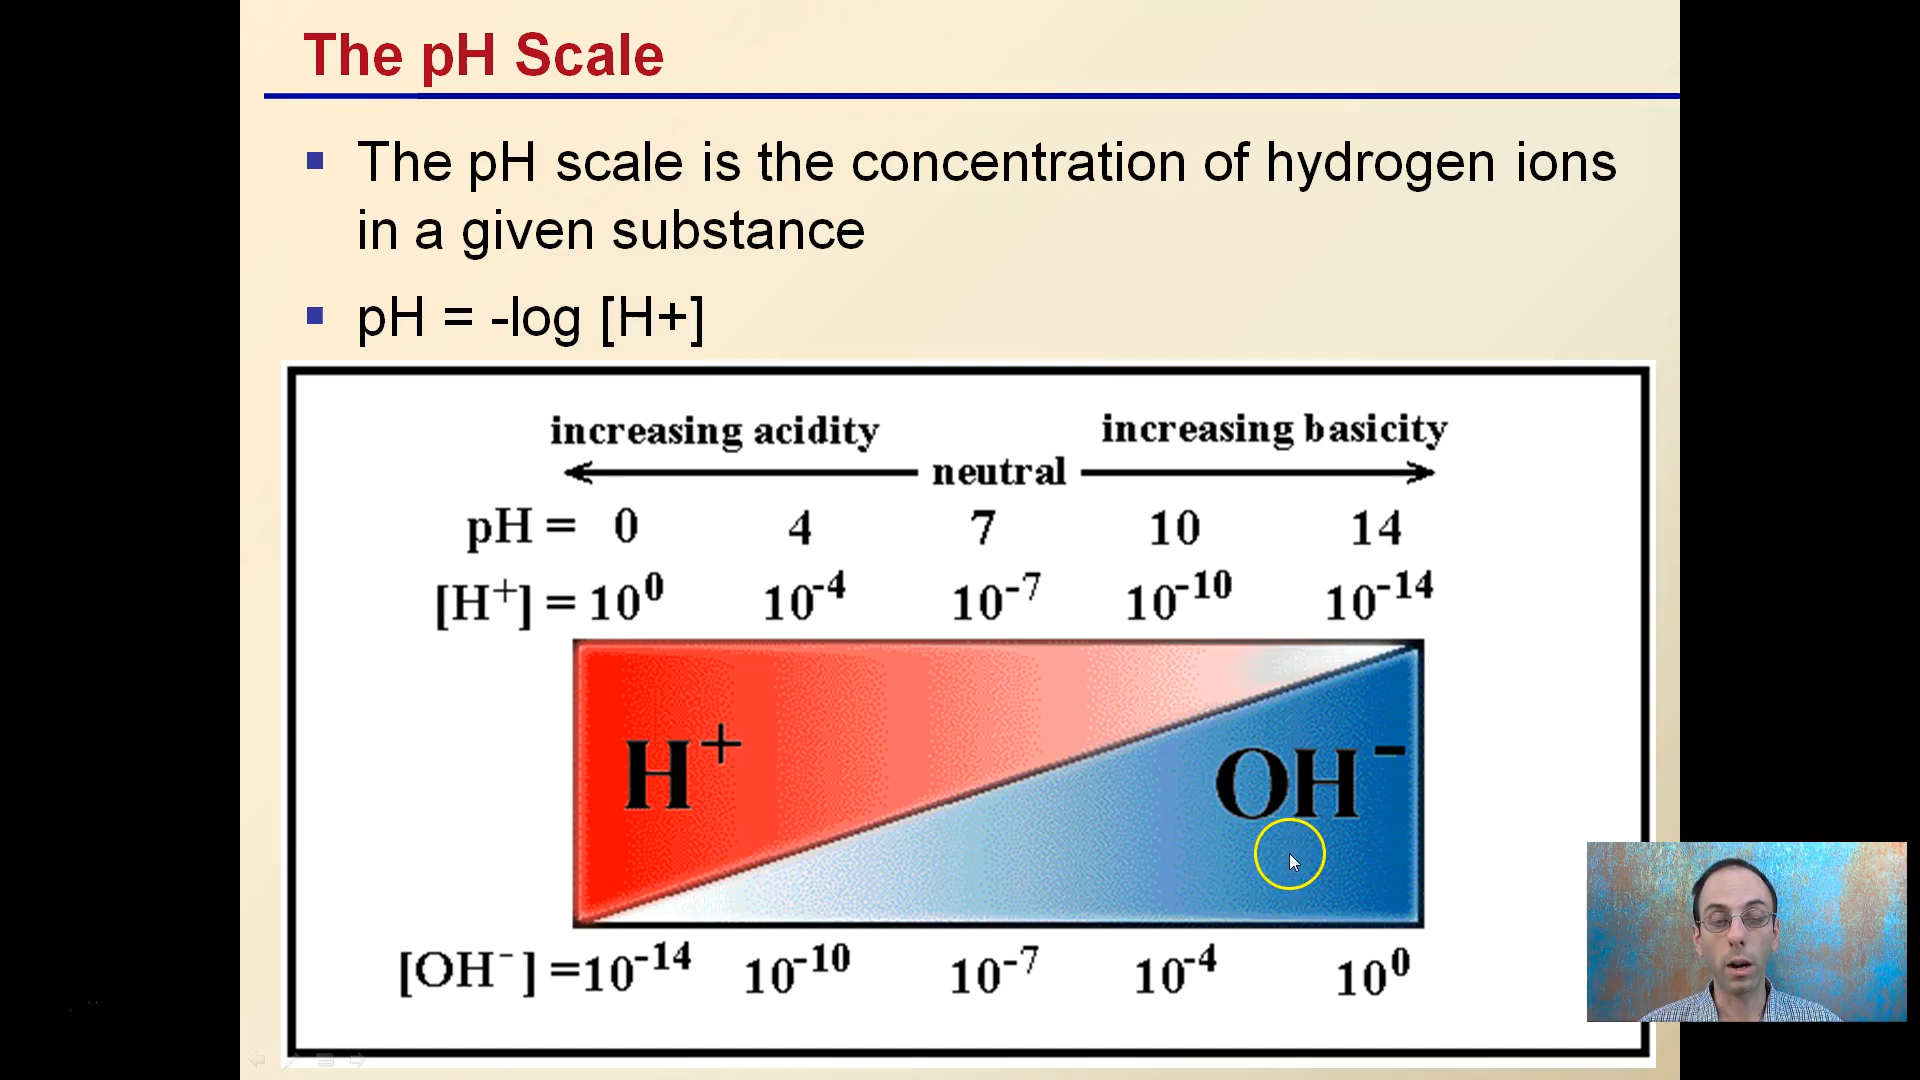 The pH Scale
The pH scale is the concentration of hydrogen ions
in a given substance
pH = -log [H+]
increasing acidity increasing basicity
neutral
pH = 0 4 7 10 14
[H⁺] = 10⁰ 10⁻⁴ 10⁻⁷ 10⁻¹⁰ 10⁻¹⁴
H⁺ OH⁻
[OH⁻] =10⁻¹⁴ 10⁻¹⁰ 10⁻⁷ 10⁻⁴ 10⁰